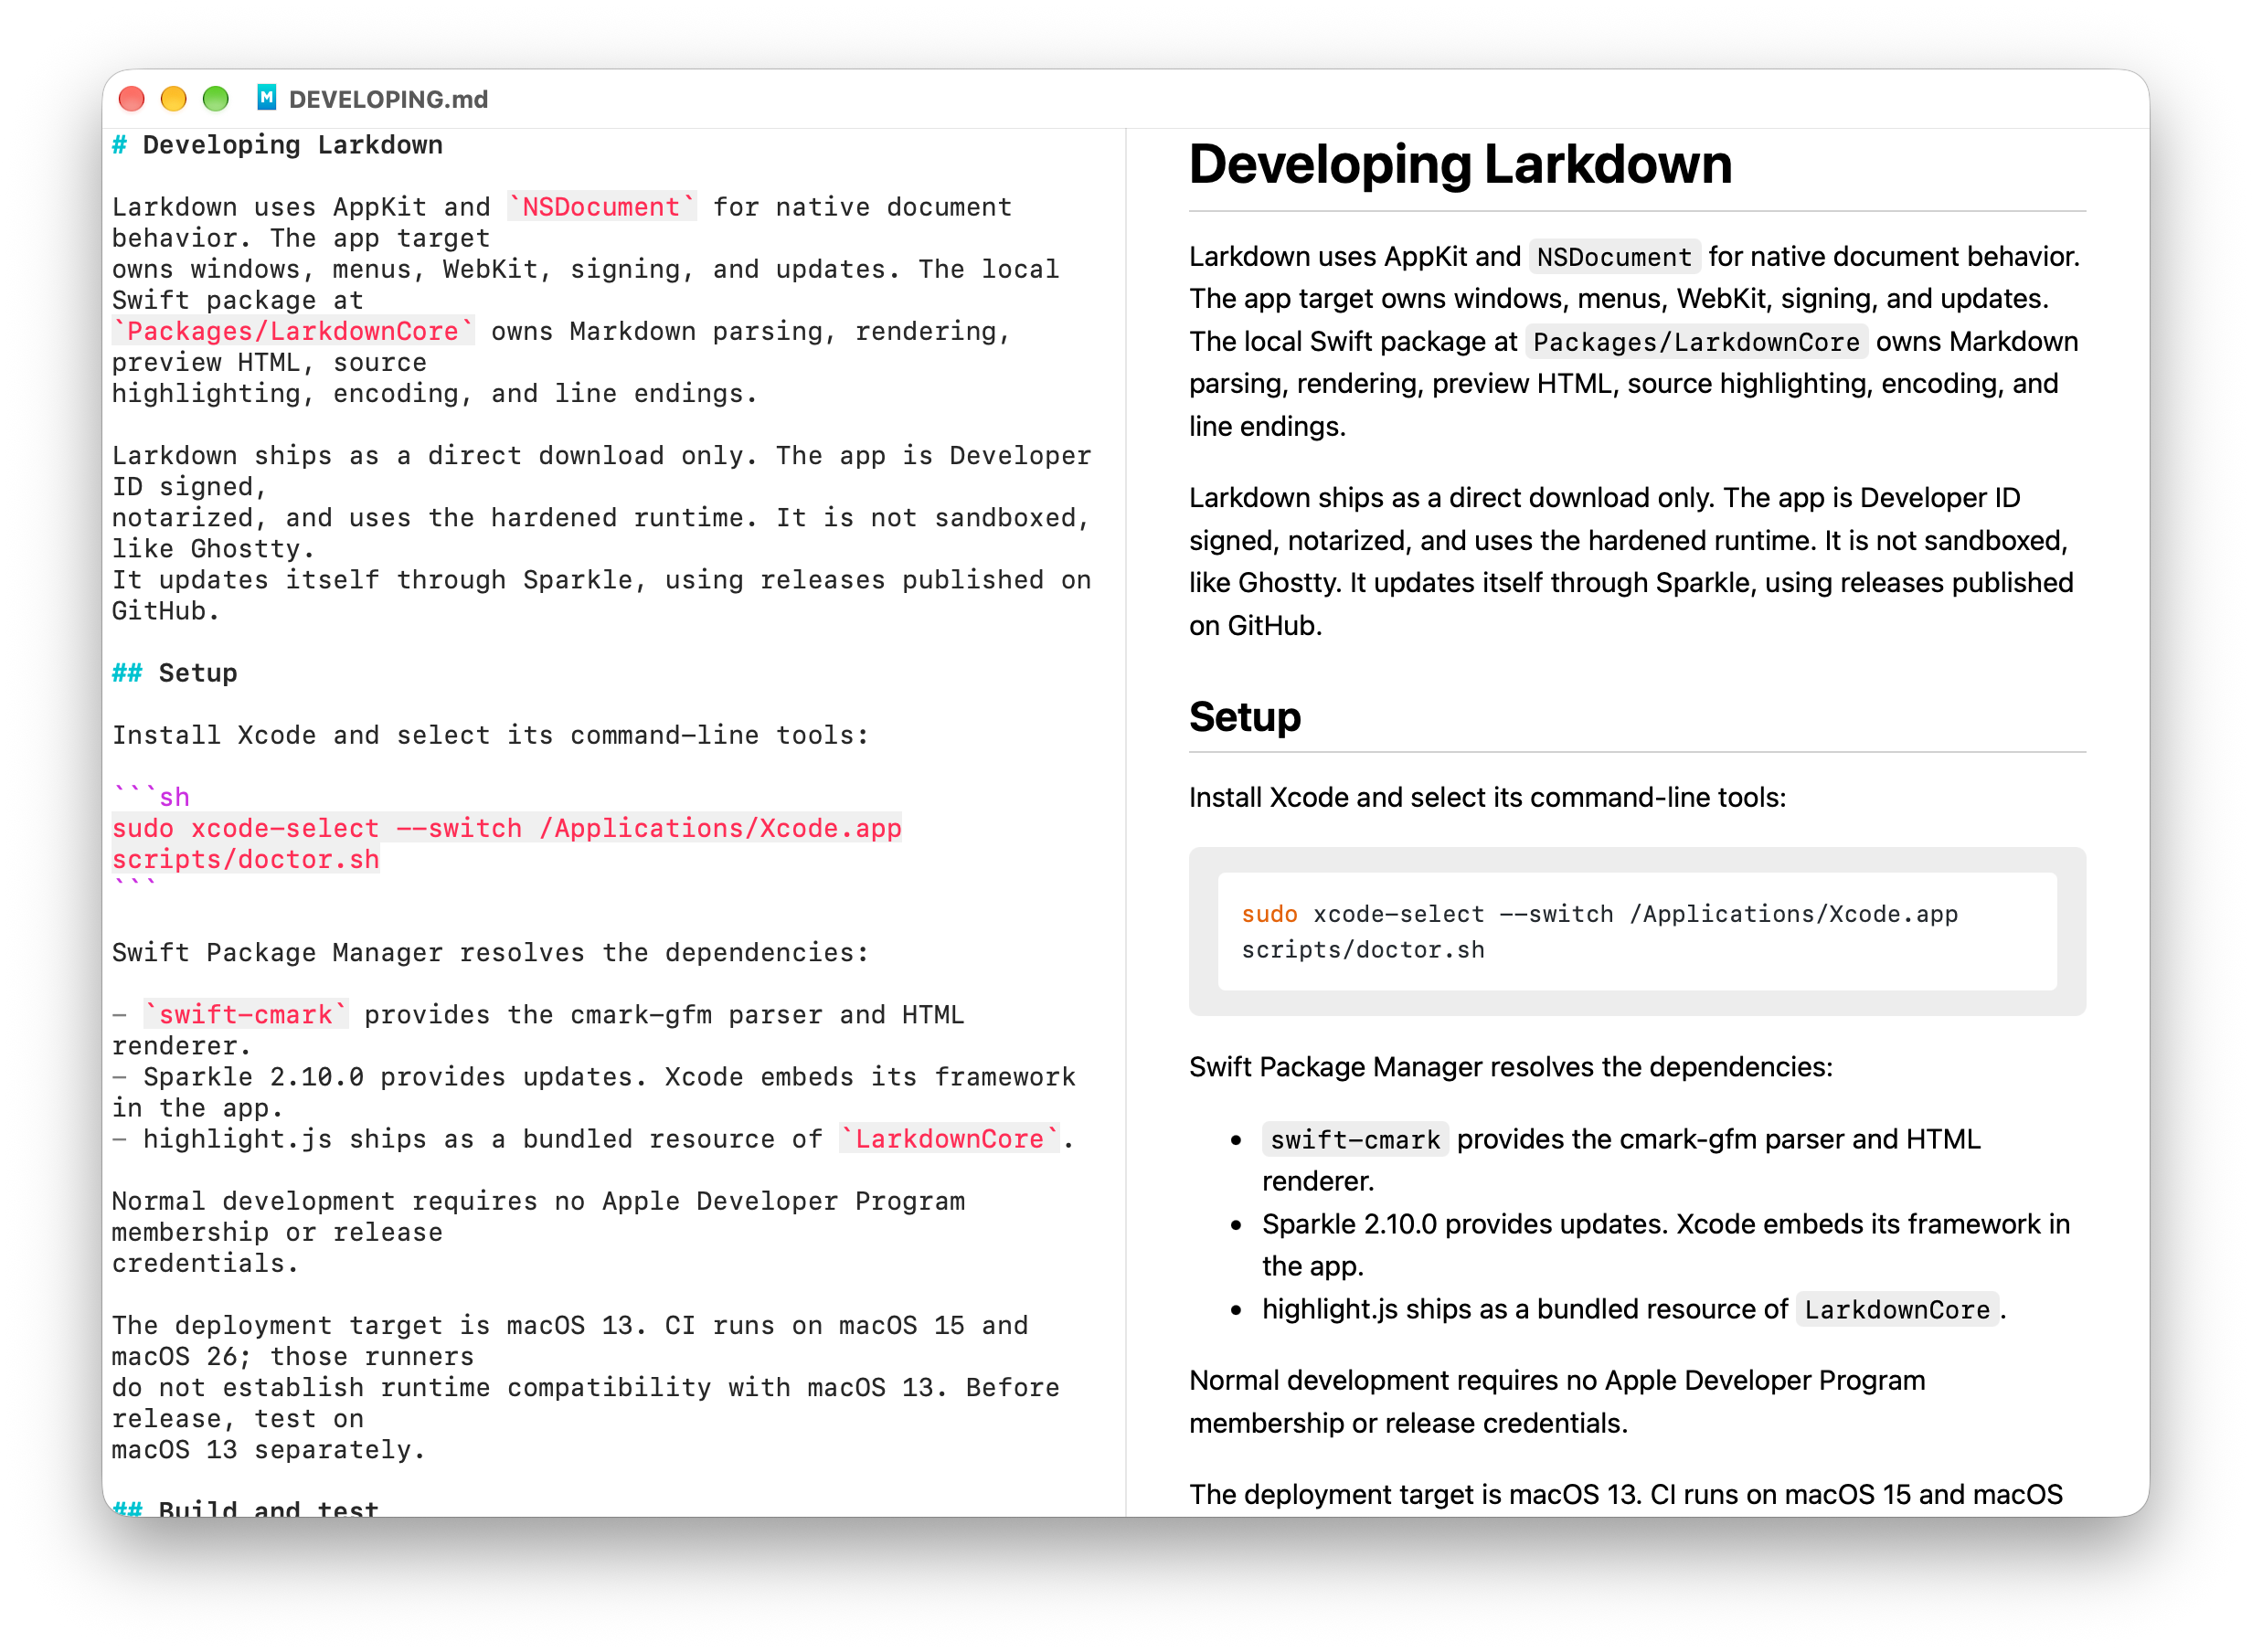 DEVELOPING.md
# Developing Larkdown
Larkdown uses AppKit and `NSDocument` for native document
behavior. The app target
owns windows, menus, WebKit, signing, and updates. The local
Swift package at
`Packages/LarkdownCore` owns Markdown parsing, rendering,
preview HTML, source
highlighting, encoding, and line endings.
Larkdown ships as a direct download only. The app is Developer
ID signed,
notarized, and uses the hardened runtime. It is not sandboxed,
like Ghostty.
It updates itself through Sparkle, using releases published on
GitHub.
## Setup
Install Xcode and select its command-line tools:
```sh
sudo xcode-select --switch /Applications/Xcode.app
scripts/doctor.sh
```
Swift Package Manager resolves the dependencies:
- `swift-cmark` provides the cmark-gfm parser and HTML
renderer.
- Sparkle 2.10.0 provides updates. Xcode embeds its framework
in the app.
- highlight.js ships as a bundled resource of `LarkdownCore`.
Normal development requires no Apple Developer Program
membership or release
credentials.
The deployment target is macOS 13. CI runs on macOS 15 and
macOS 26; those runners
do not establish runtime compatibility with macOS 13. Before
release, test on
macOS 13 separately.
## Build and test
Developing Larkdown
Larkdown uses AppKit and NSDocument for native document behavior.
The app target owns windows, menus, WebKit, signing, and updates.
The local Swift package at Packages/LarkdownCore owns Markdown
parsing, rendering, preview HTML, source highlighting, encoding, and
line endings.
Larkdown ships as a direct download only. The app is Developer ID
signed, notarized, and uses the hardened runtime. It is not sandboxed,
like Ghostty. It updates itself through Sparkle, using releases published
on GitHub.
Setup
Install Xcode and select its command-line tools:
sudo xcode-select --switch /Applications/Xcode.app
scripts/doctor.sh
Swift Package Manager resolves the dependencies:
• swift-cmark provides the cmark-gfm parser and HTML
renderer.
• Sparkle 2.10.0 provides updates. Xcode embeds its framework in
the app.
• highlight.js ships as a bundled resource of LarkdownCore.
Normal development requires no Apple Developer Program
membership or release credentials.
The deployment target is macOS 13. CI runs on macOS 15 and macOS